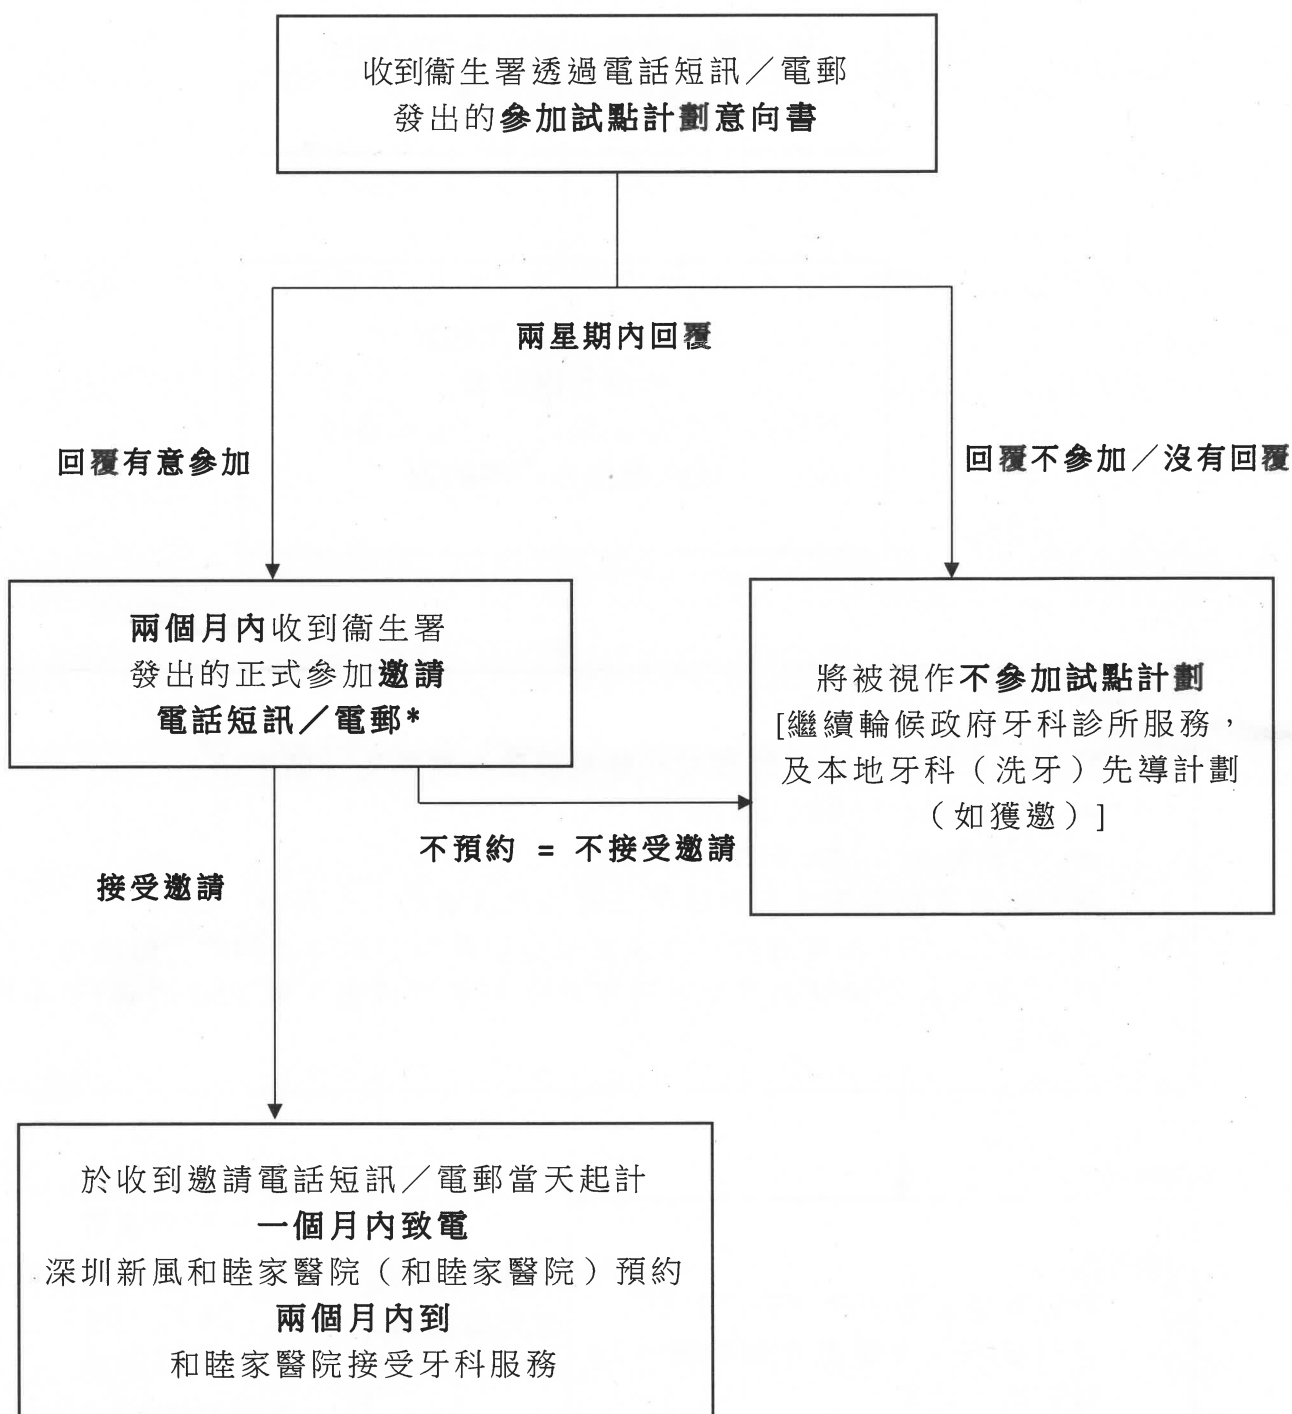 收到衞生署透過電話短訊／電郵
發出的參加試點計劃意向書
兩星期內回覆
回覆有意參加
回覆不參加／沒有回覆
兩個月內收到衞生署
發出的正式參加邀請
電話短訊／電郵*
將被視作不參加試點計劃
[繼續輪候政府牙科診所服務，
及本地牙科（洗牙）先導計劃
（如獲邀）]
不預約 = 不接受邀請
接受邀請
於收到邀請電話短訊／電郵當天起計
一個月內致電
深圳新風和睦家醫院（和睦家醫院）預約
兩個月內到
和睦家醫院接受牙科服務